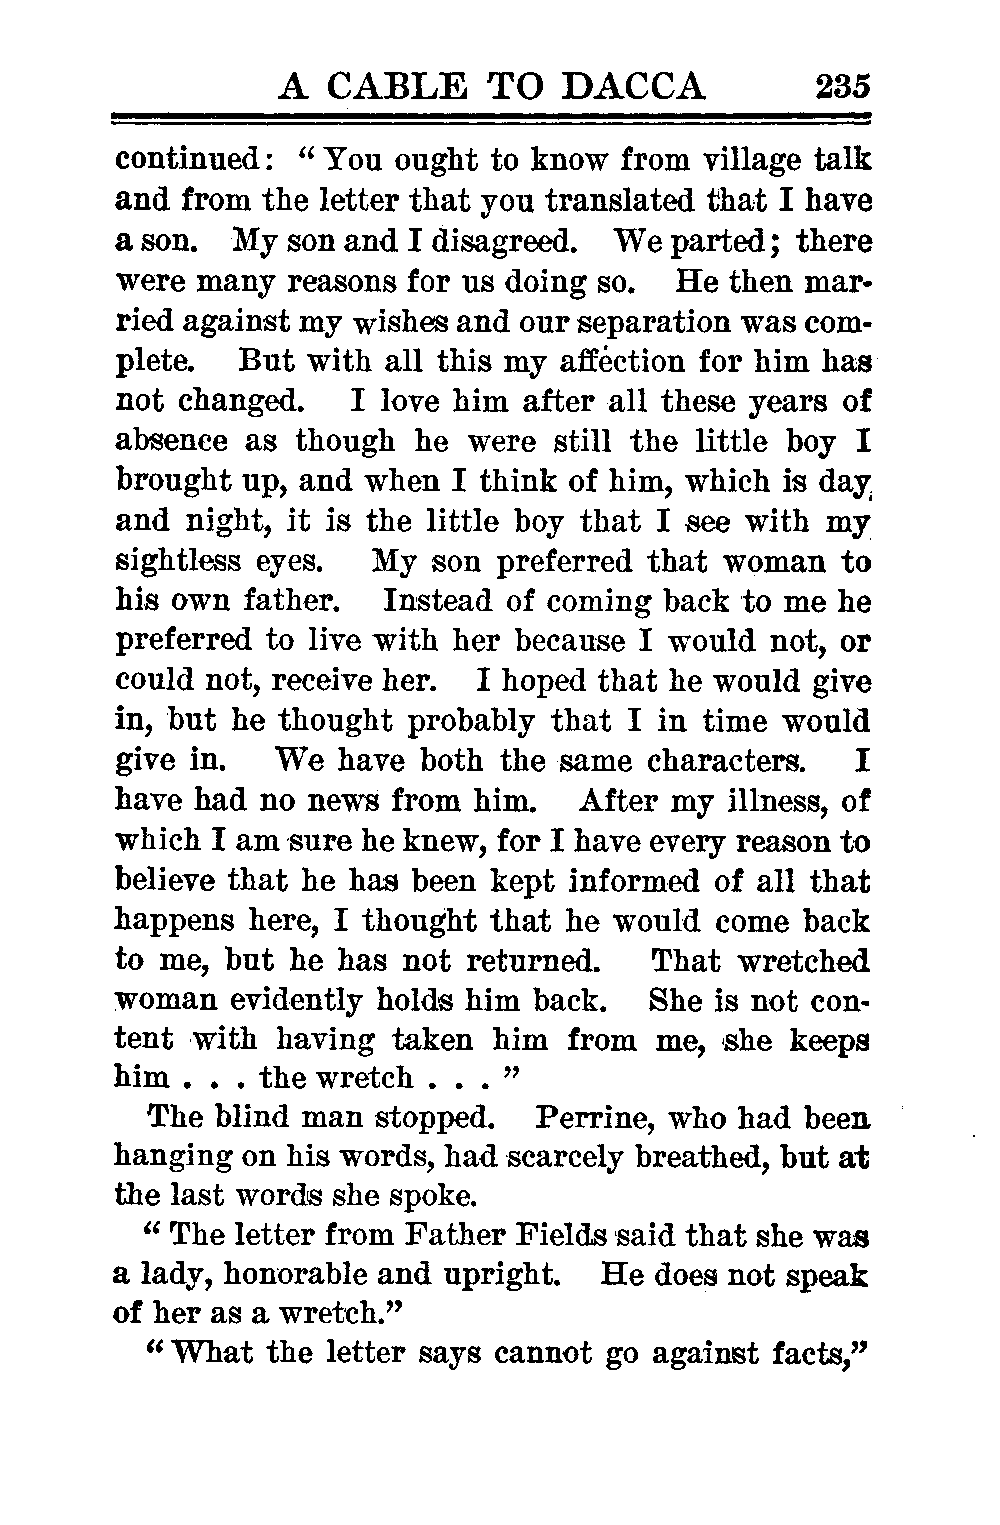 A CABLE TO DACCA 235
continued: “ You ought to know from village talk
and from the letter that you translated that I have
a son. My son and I disagreed. We parted; there
were many reasons for us doing so. He then mar-
ried against my wishes and our separation was com-
plete. But with all this my affection for him has
not changed. I love him after all these years of
absence as though he were still the little boy I
brought up, and when I think of him, which is day
and night, it is the little boy that I see with my
sightless eyes. My son preferred that woman to
his own father. Instead of coming back to me he
preferred to live with her because I would not, or
could not, receive her. I hoped that he would give
in, but he thought probably that I in time would
give in. We have both the same characters. I
have had no news from him. After my illness, of
which I am sure he knew, for I have every reason to
believe that he has been kept informed of all that
happens here, I thought that he would come back
to me, but he has not returned. That wretched
woman evidently holds him back. She is not con-
tent with having taken him from me, she keeps
him . . . the wretch . . . ”
The blind man stopped. Perrine, who had been
hanging on his words, had scarcely breathed, but at
the last words she spoke.
“ The letter from Father Fields said that she was
a lady, honorable and upright. He does not speak
of her as a wretch.”
“ What the letter says cannot go against facts,”